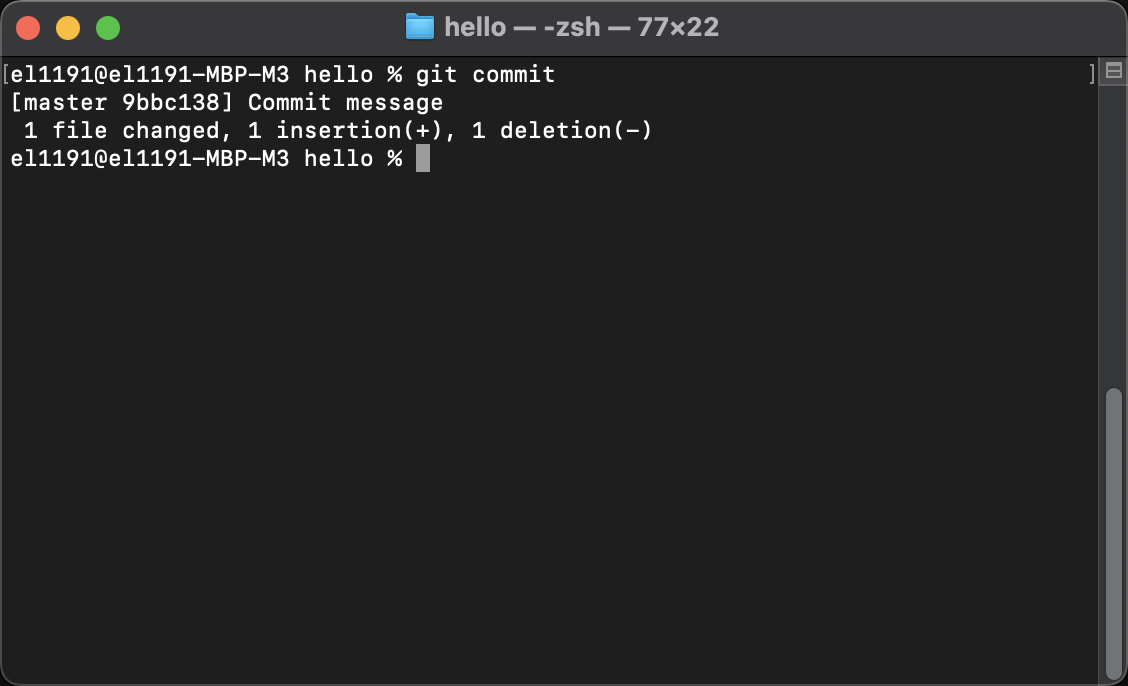 hello — -zsh — 77×22
[el1191@el1191-MBP-M3 hello % git commit ]
[master 9bbc138] Commit message
 1 file changed, 1 insertion(+), 1 deletion(-)
el1191@el1191-MBP-M3 hello %